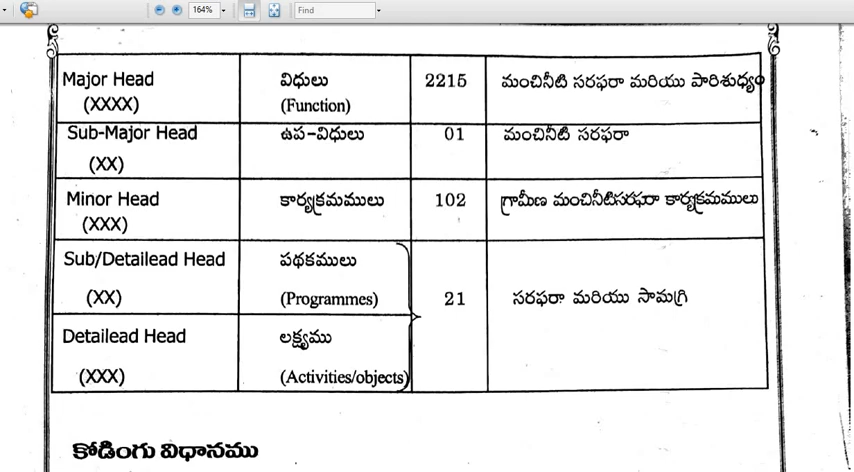 164%
Find
Major Head విధులు 2215 మంచినీటి సరఫరా మరియు పారిశుధ్యం
(XXXX) (Function)
Sub-Major Head ఉప-విధులు 01 మంచినీటి సరఫరా
(XX)
Minor Head కార్యక్రమములు 102 గ్రామీణ మంచినీటిసరఫరా కార్యక్రమములు
(XXX)
Sub/Detailead Head పథకములు
(XX) (Programmes) 21 సరఫరా మరియు సామగ్రి
Detailead Head లక్ష్యము
(XXX) (Activities/objects)
కోడింగు విధానము